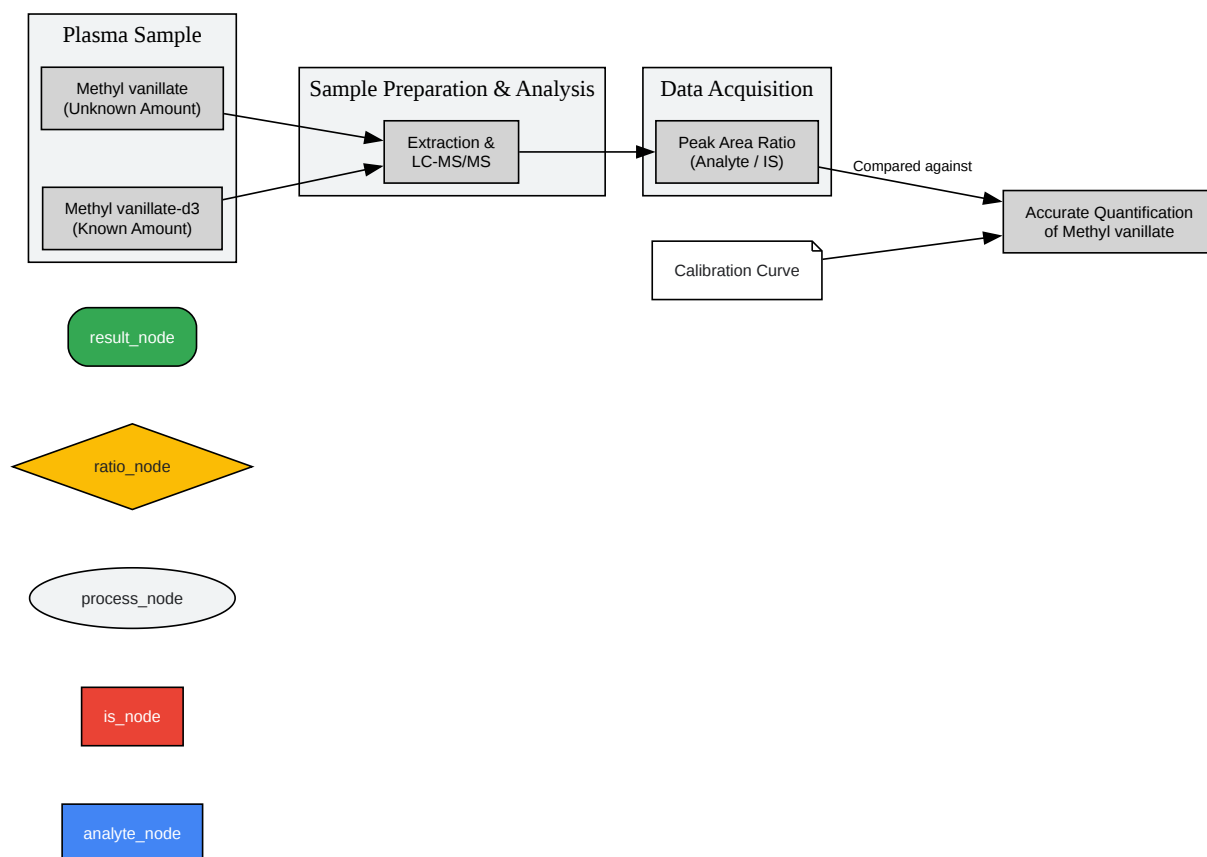 Plasma Sample
Methyl vanillate
(Unknown Amount)
Methyl vanillate-d3
(Known Amount)
Sample Preparation & Analysis
Extraction &
LC-MS/MS
Data Acquisition
Peak Area Ratio
(Analyte / IS)
Compared against
Calibration Curve
Accurate Quantification
of Methyl vanillate
result_node
ratio_node
process_node
is_node
analyte_node